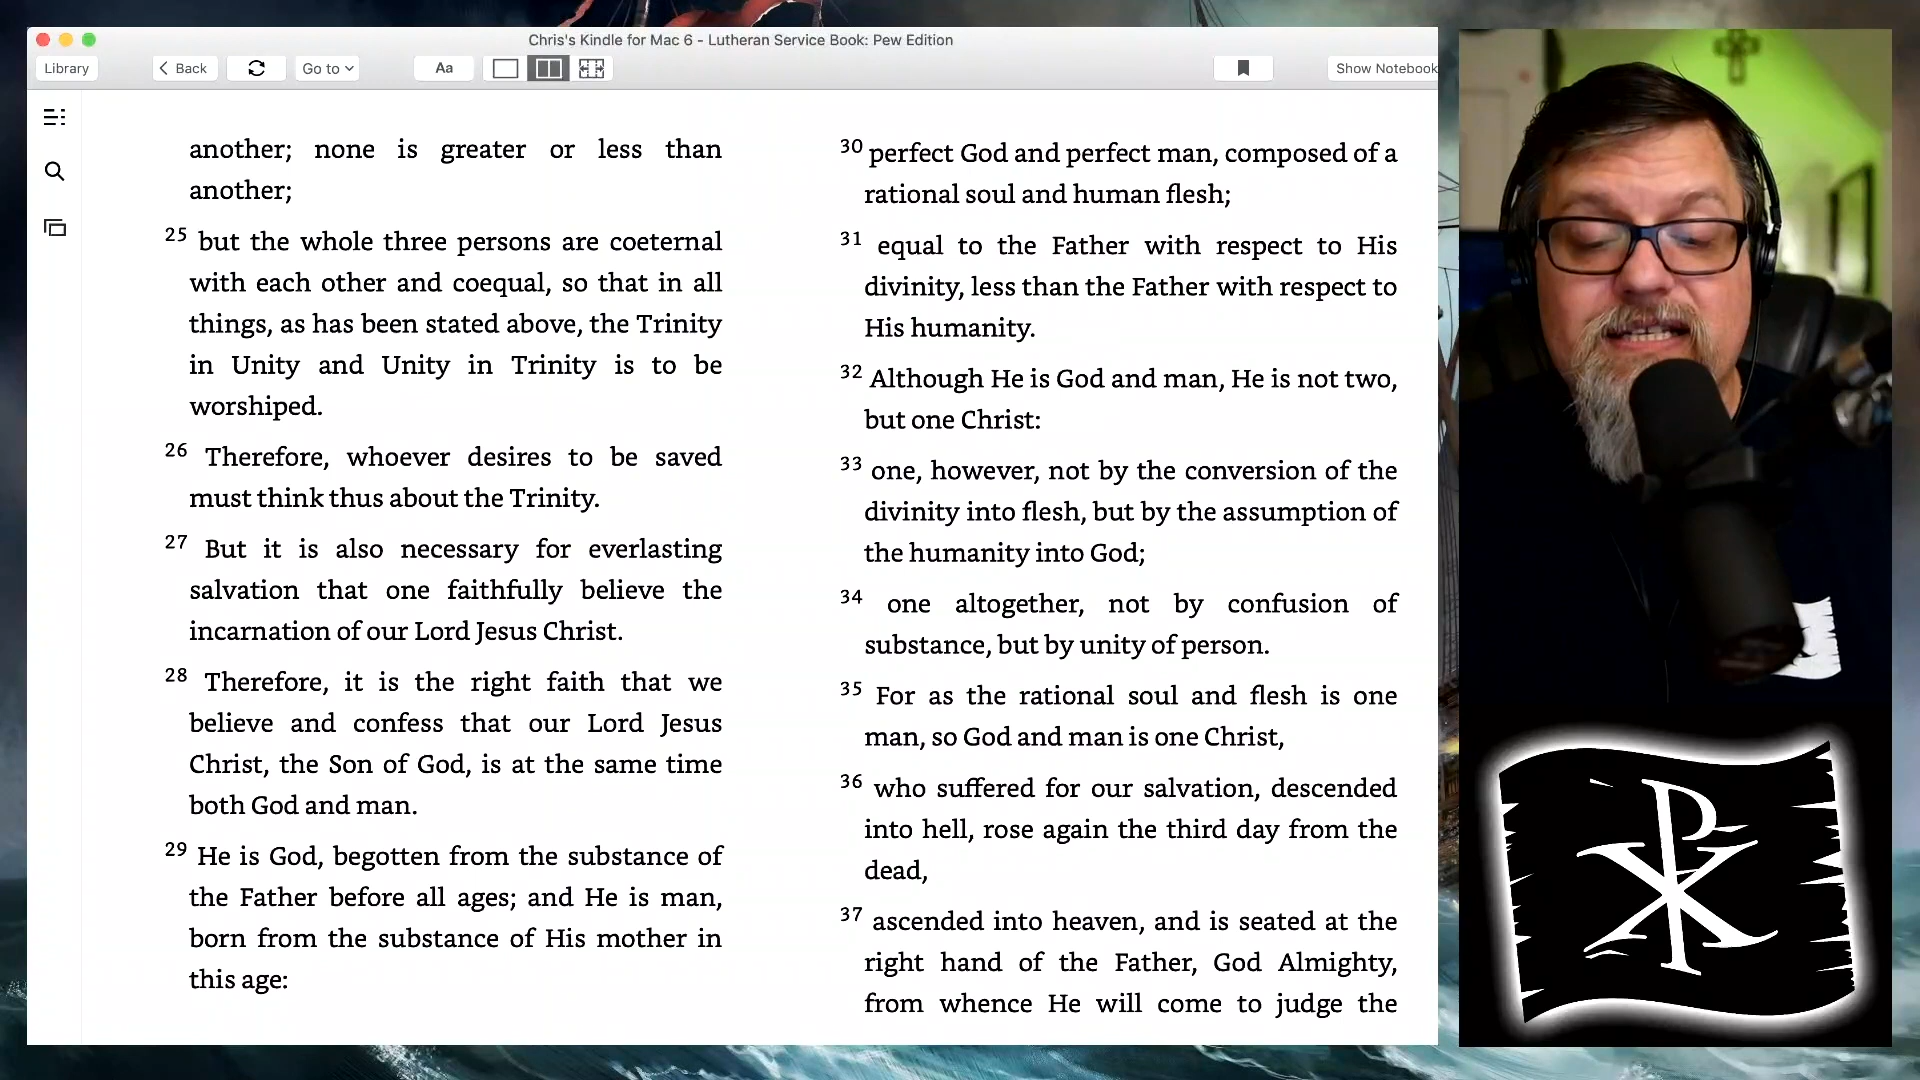 Chris's Kindle for Mac 6 - Lutheran Service Book: Pew Edition
Library
Back
Go to
Aa
Show Notebook
another; none is greater or less than
another;
25 but the whole three persons are coeternal
with each other and coequal, so that in all
things, as has been stated above, the Trinity
in Unity and Unity in Trinity is to be
worshiped.
26 Therefore, whoever desires to be saved
must think thus about the Trinity.
27 But it is also necessary for everlasting
salvation that one faithfully believe the
incarnation of our Lord Jesus Christ.
28 Therefore, it is the right faith that we
believe and confess that our Lord Jesus
Christ, the Son of God, is at the same time
both God and man.
29 He is God, begotten from the substance of
the Father before all ages; and He is man,
born from the substance of His mother in
this age:
30 perfect God and perfect man, composed of a
rational soul and human flesh;
31 equal to the Father with respect to His
divinity, less than the Father with respect to
His humanity.
32 Although He is God and man, He is not two,
but one Christ:
33 one, however, not by the conversion of the
divinity into flesh, but by the assumption of
the humanity into God;
34 one altogether, not by confusion of
substance, but by unity of person.
35 For as the rational soul and flesh is one
man, so God and man is one Christ,
36 who suffered for our salvation, descended
into hell, rose again the third day from the
dead,
37 ascended into heaven, and is seated at the
right hand of the Father, God Almighty,
from whence He will come to judge the